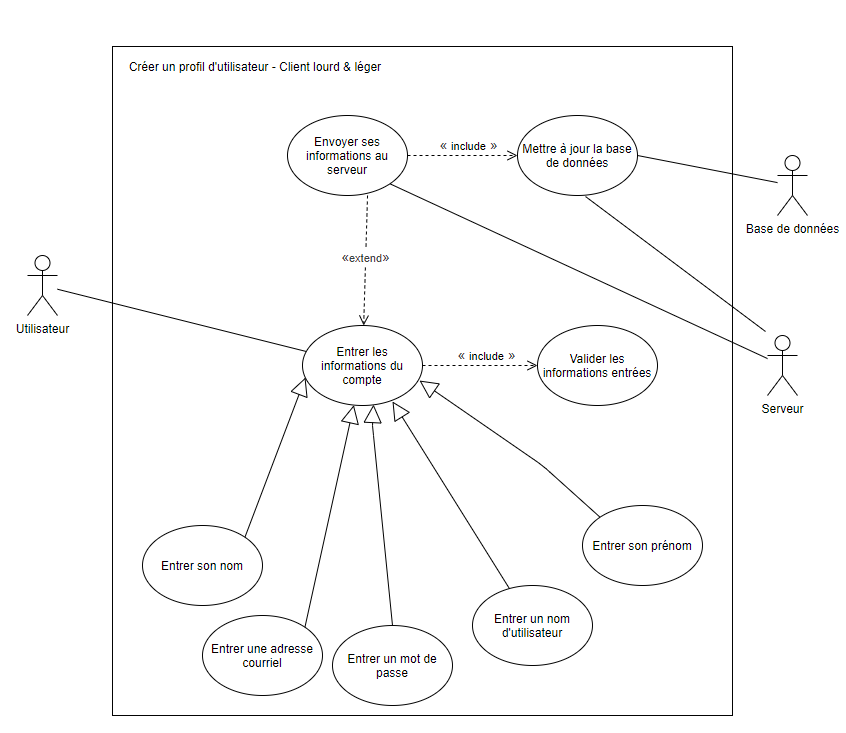 Créer un profil d'utilisateur - Client lourd & léger
Envoyer ses
informations au
serveur
« include »
Mettre à jour la base
de données
Base de données
«extend»
Utilisateur
Entrer les
informations du
compte
« include »
Valider les
informations entrées
Serveur
Entrer son nom
Entrer son prénom
Entrer une adresse
courriel
Entrer un mot de
passe
Entrer un nom
d'utilisateur